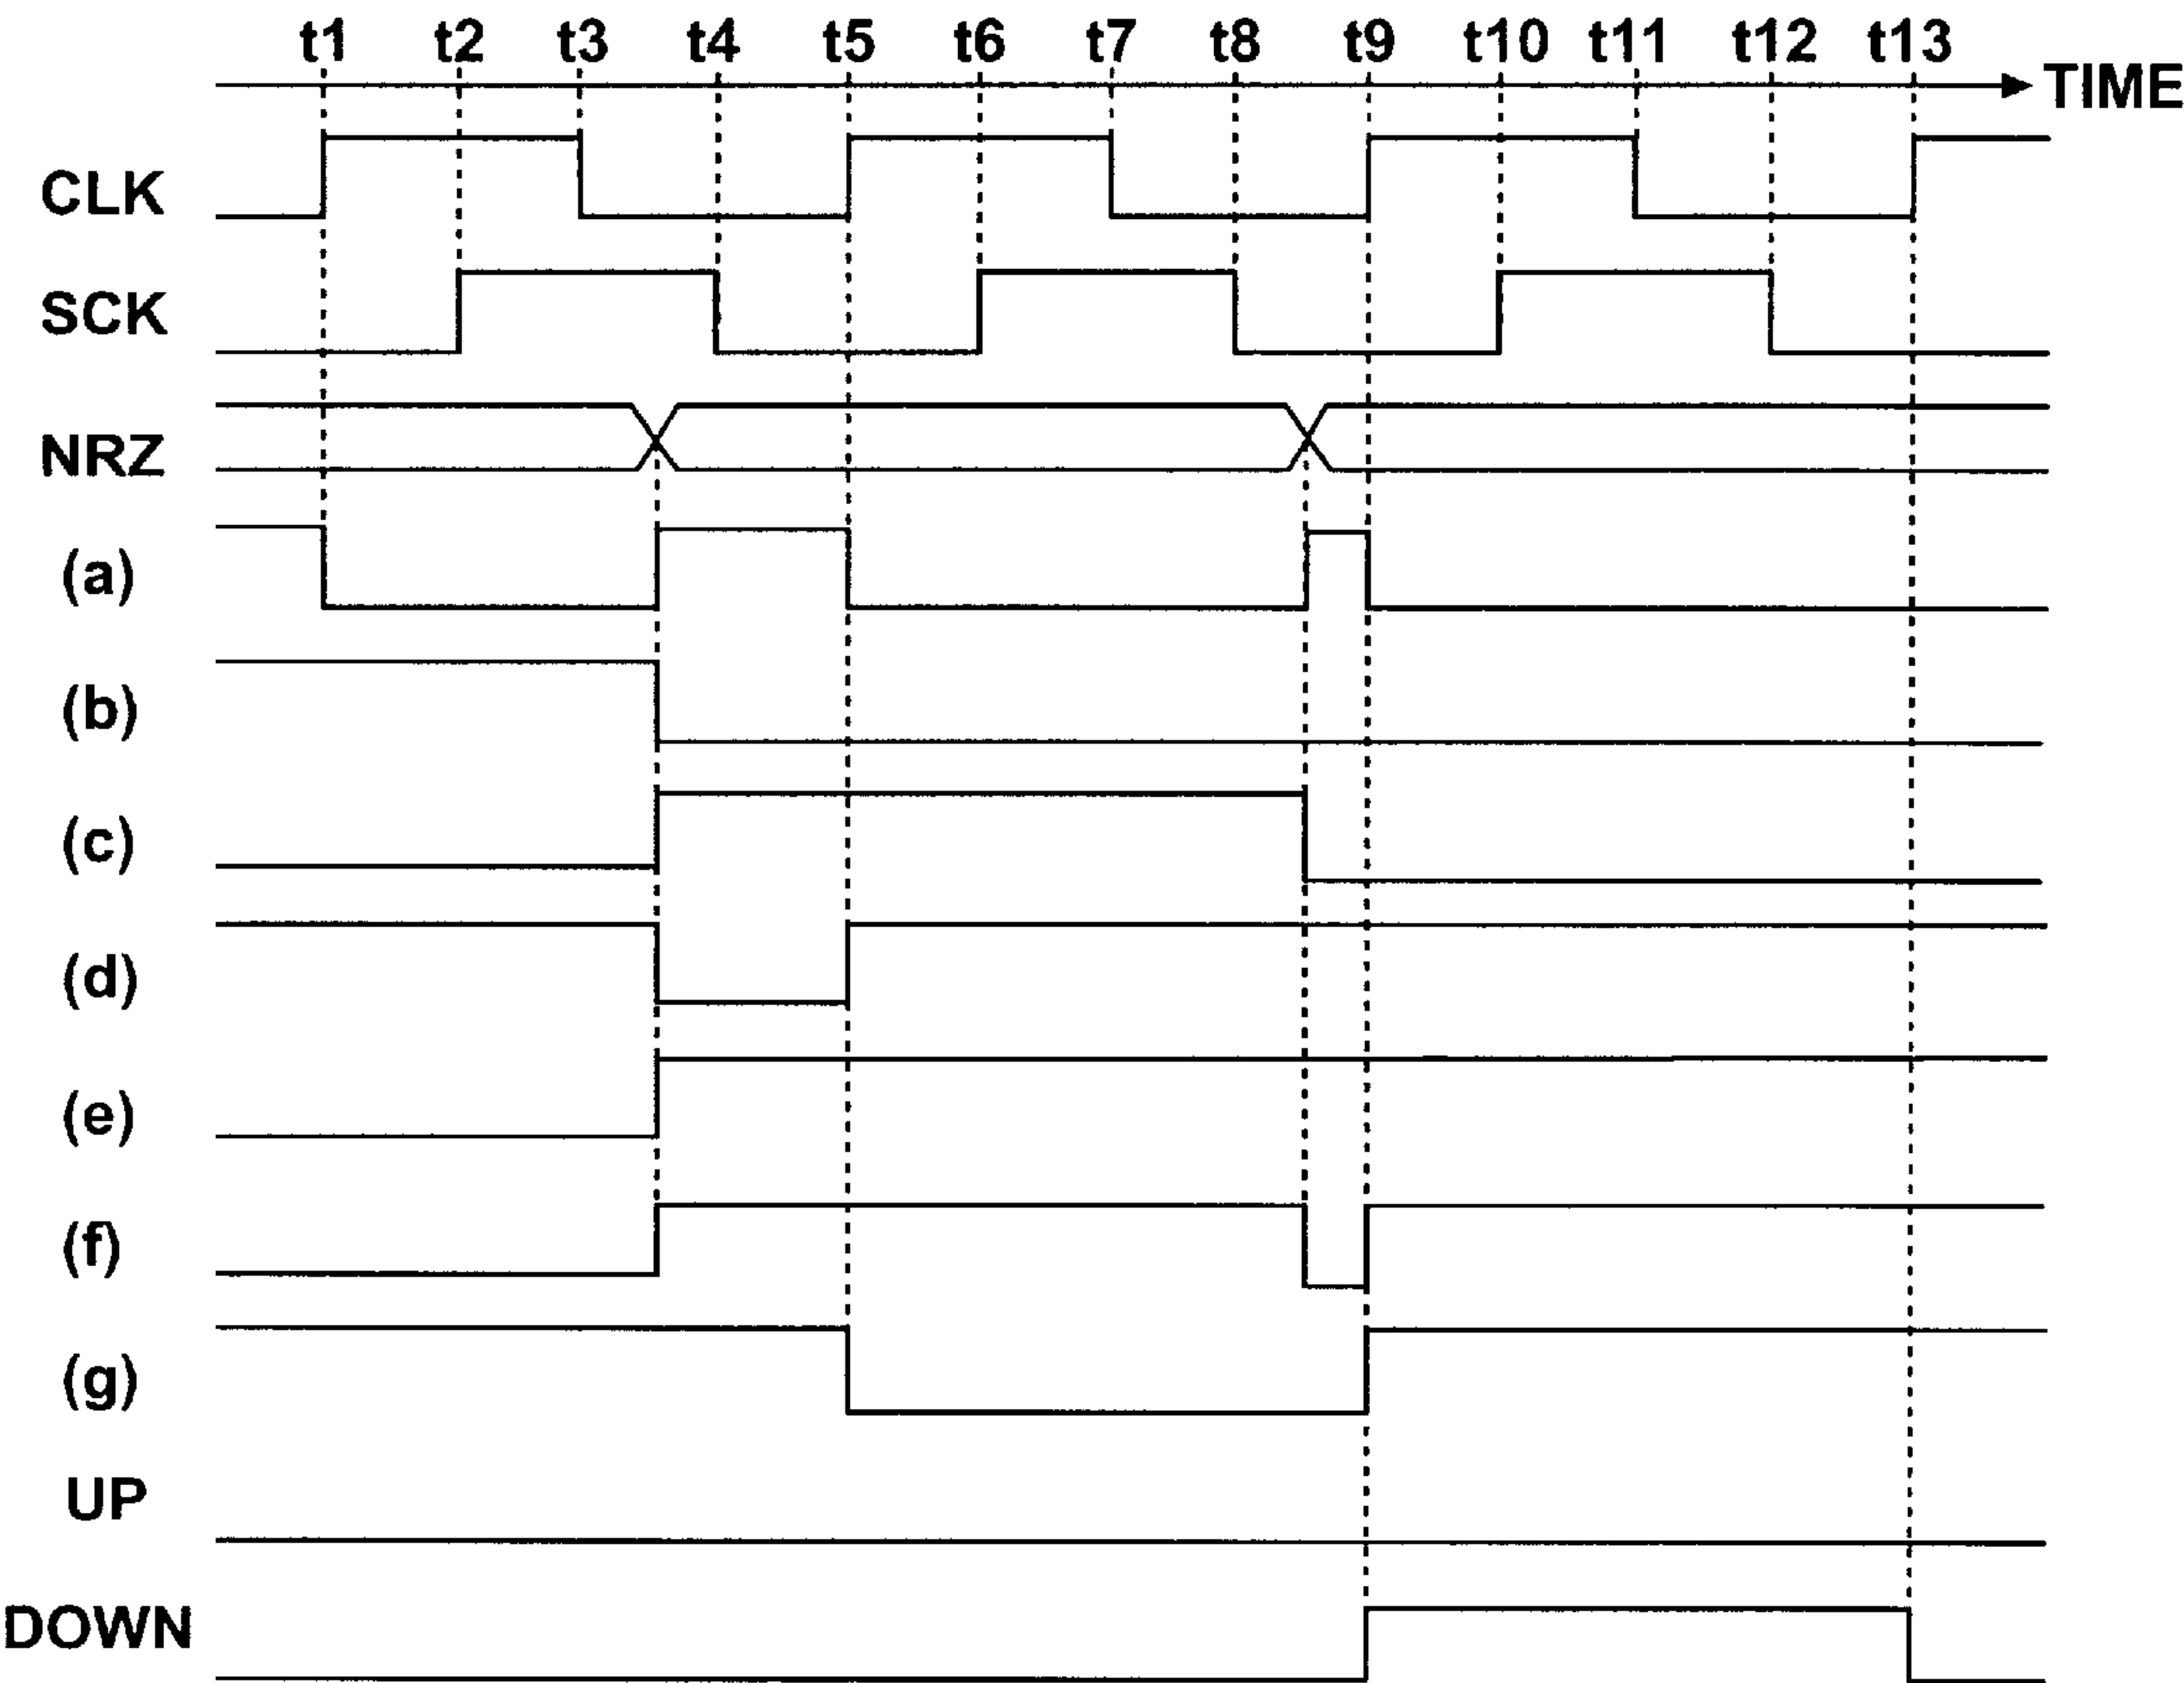 t1 t2 t3 t4 t5 t6 t7 t8 t9 t10 t11 t12 t13
TIME
CLK
SCK
NRZ
(a)
(b)
(c)
(d)
(e)
(f)
(g)
UP
DOWN